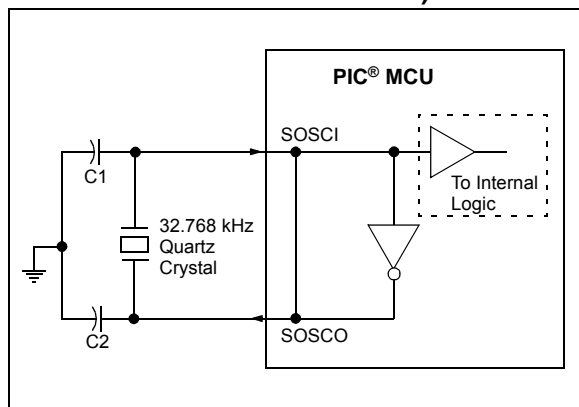 PIC® MCU
SOSCI
C1
To Internal
Logic
32.768 kHz
Quartz
Crystal
C2
SOSCO